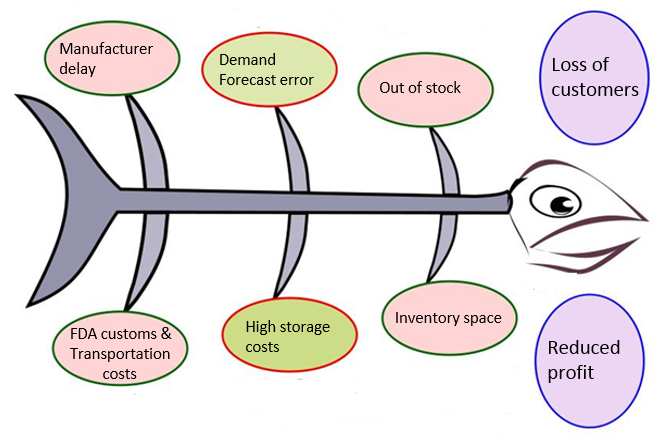 Manufacturer
delay
Demand
Forecast error
Out of stock
Loss of
customers
FDA customs &
Transportation
costs
High storage
costs
Inventory space
Reduced
profit